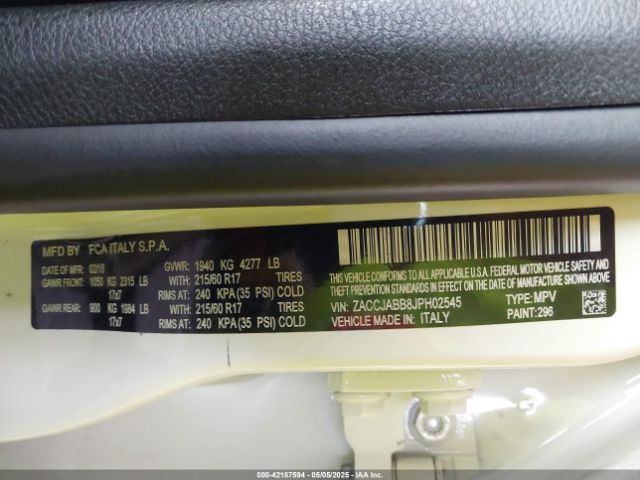 MFD BY FCA ITALY S.P.A.
DATE OF MFR 02/18 GVWR: 1940 KG 4277 LB
GAWR FRONT: 1050 KG 2315 LB WITH: 215/60 R17 TIRES
17x7 RIMS AT: 240 KPA(35 PSI) COLD
GAWR REAR: 900 KG 1984 LB WITH: 215/60 R17 TIRES
17x7 RIMS AT: 240 KPA(35 PSI) COLD
THIS VEHICLE CONFORMS TO ALL APPLICABLE U.S.A. FEDERAL MOTOR VEHICLE SAFETY AND
THEFT PREVENTION STANDARDS IN EFFECT ON THE DATE OF MANUFACTURE SHOWN ABOVE
VIN: ZACCJABB8JPH02545 TYPE: MPV
VEHICLE MADE IN: ITALY PAINT: 296
000-42187594 - 05/05/2025 - IAA Inc.